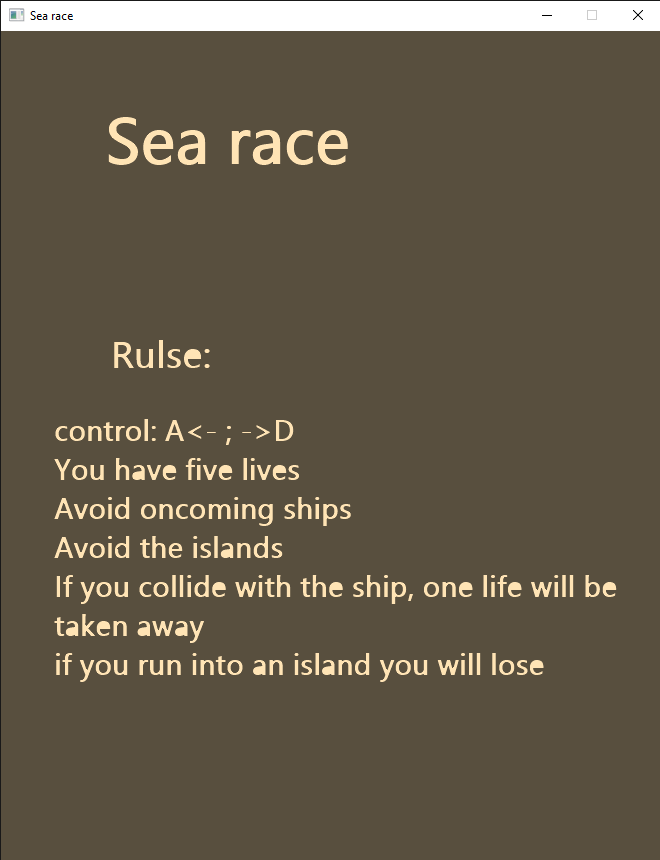 Sea race
Sea race
Rulse:
control: A<- ; ->D
You have five lives
Avoid oncoming ships
Avoid the islands
If you collide with the ship, one life will be
taken away
if you run into an island you will lose